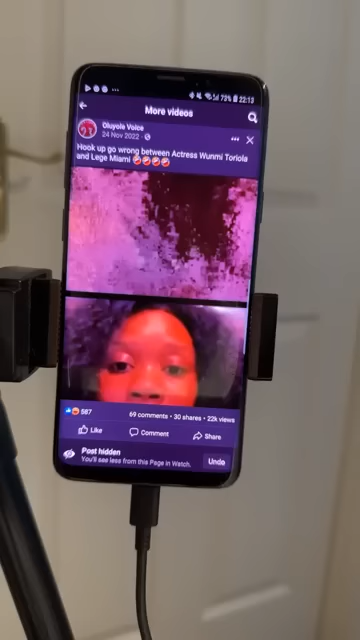 73% 22:13
More videos
Oluyole Voice
24 Nov 2022 •
Hook up go wrong between Actress Wunmi Toriola
and Lege Miami
587
69 comments • 30 shares • 22k views
Like Comment Share
Post hidden
You'll see less from this Page in Watch.
Undo